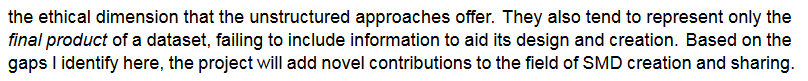 the ethical dimension that the unstructured approaches offer. They also tend to represent only the
final product of a dataset, failing to include information to aid its design and creation. Based on the
gaps I identify here, the project will add novel contributions to the field of SMD creation and sharing.